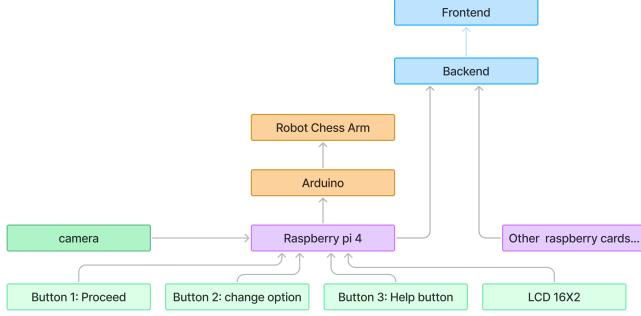 Frontend
Backend
Robot Chess Arm
Arduino
camera
Raspberry pi 4
Other raspberry cards...
Button 1: Proceed
Button 2: change option
Button 3: Help button
LCD 16X2